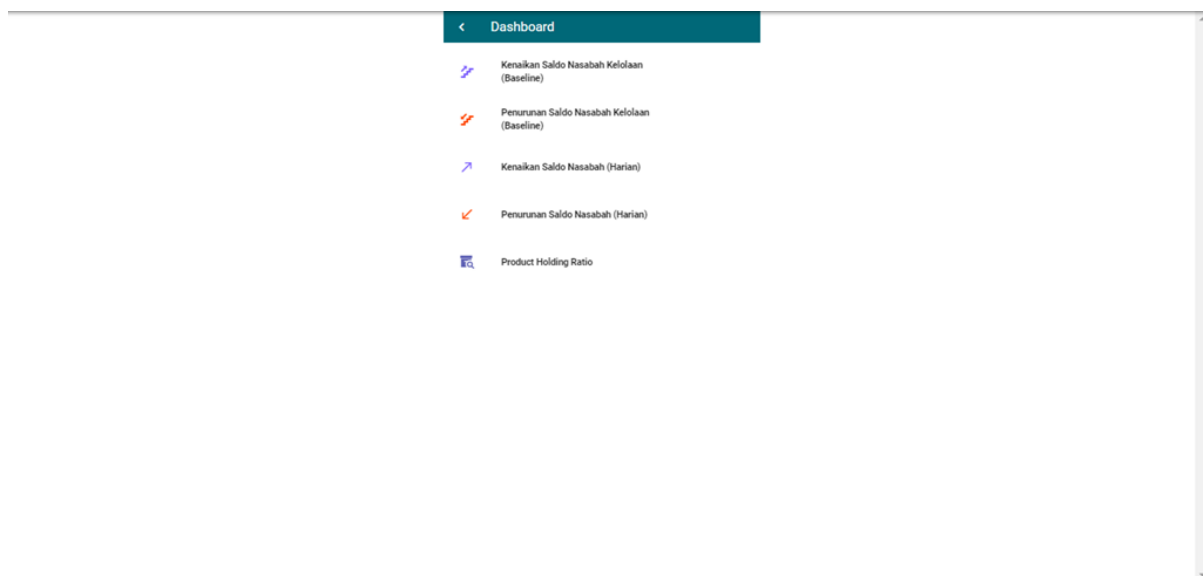 Dashboard
Kenaikan Saldo Nasabah Kelolaan
(Baseline)
Penurunan Saldo Nasabah Kelolaan
(Baseline)
Kenaikan Saldo Nasabah (Harian)
Penurunan Saldo Nasabah (Harian)
Product Holding Ratio